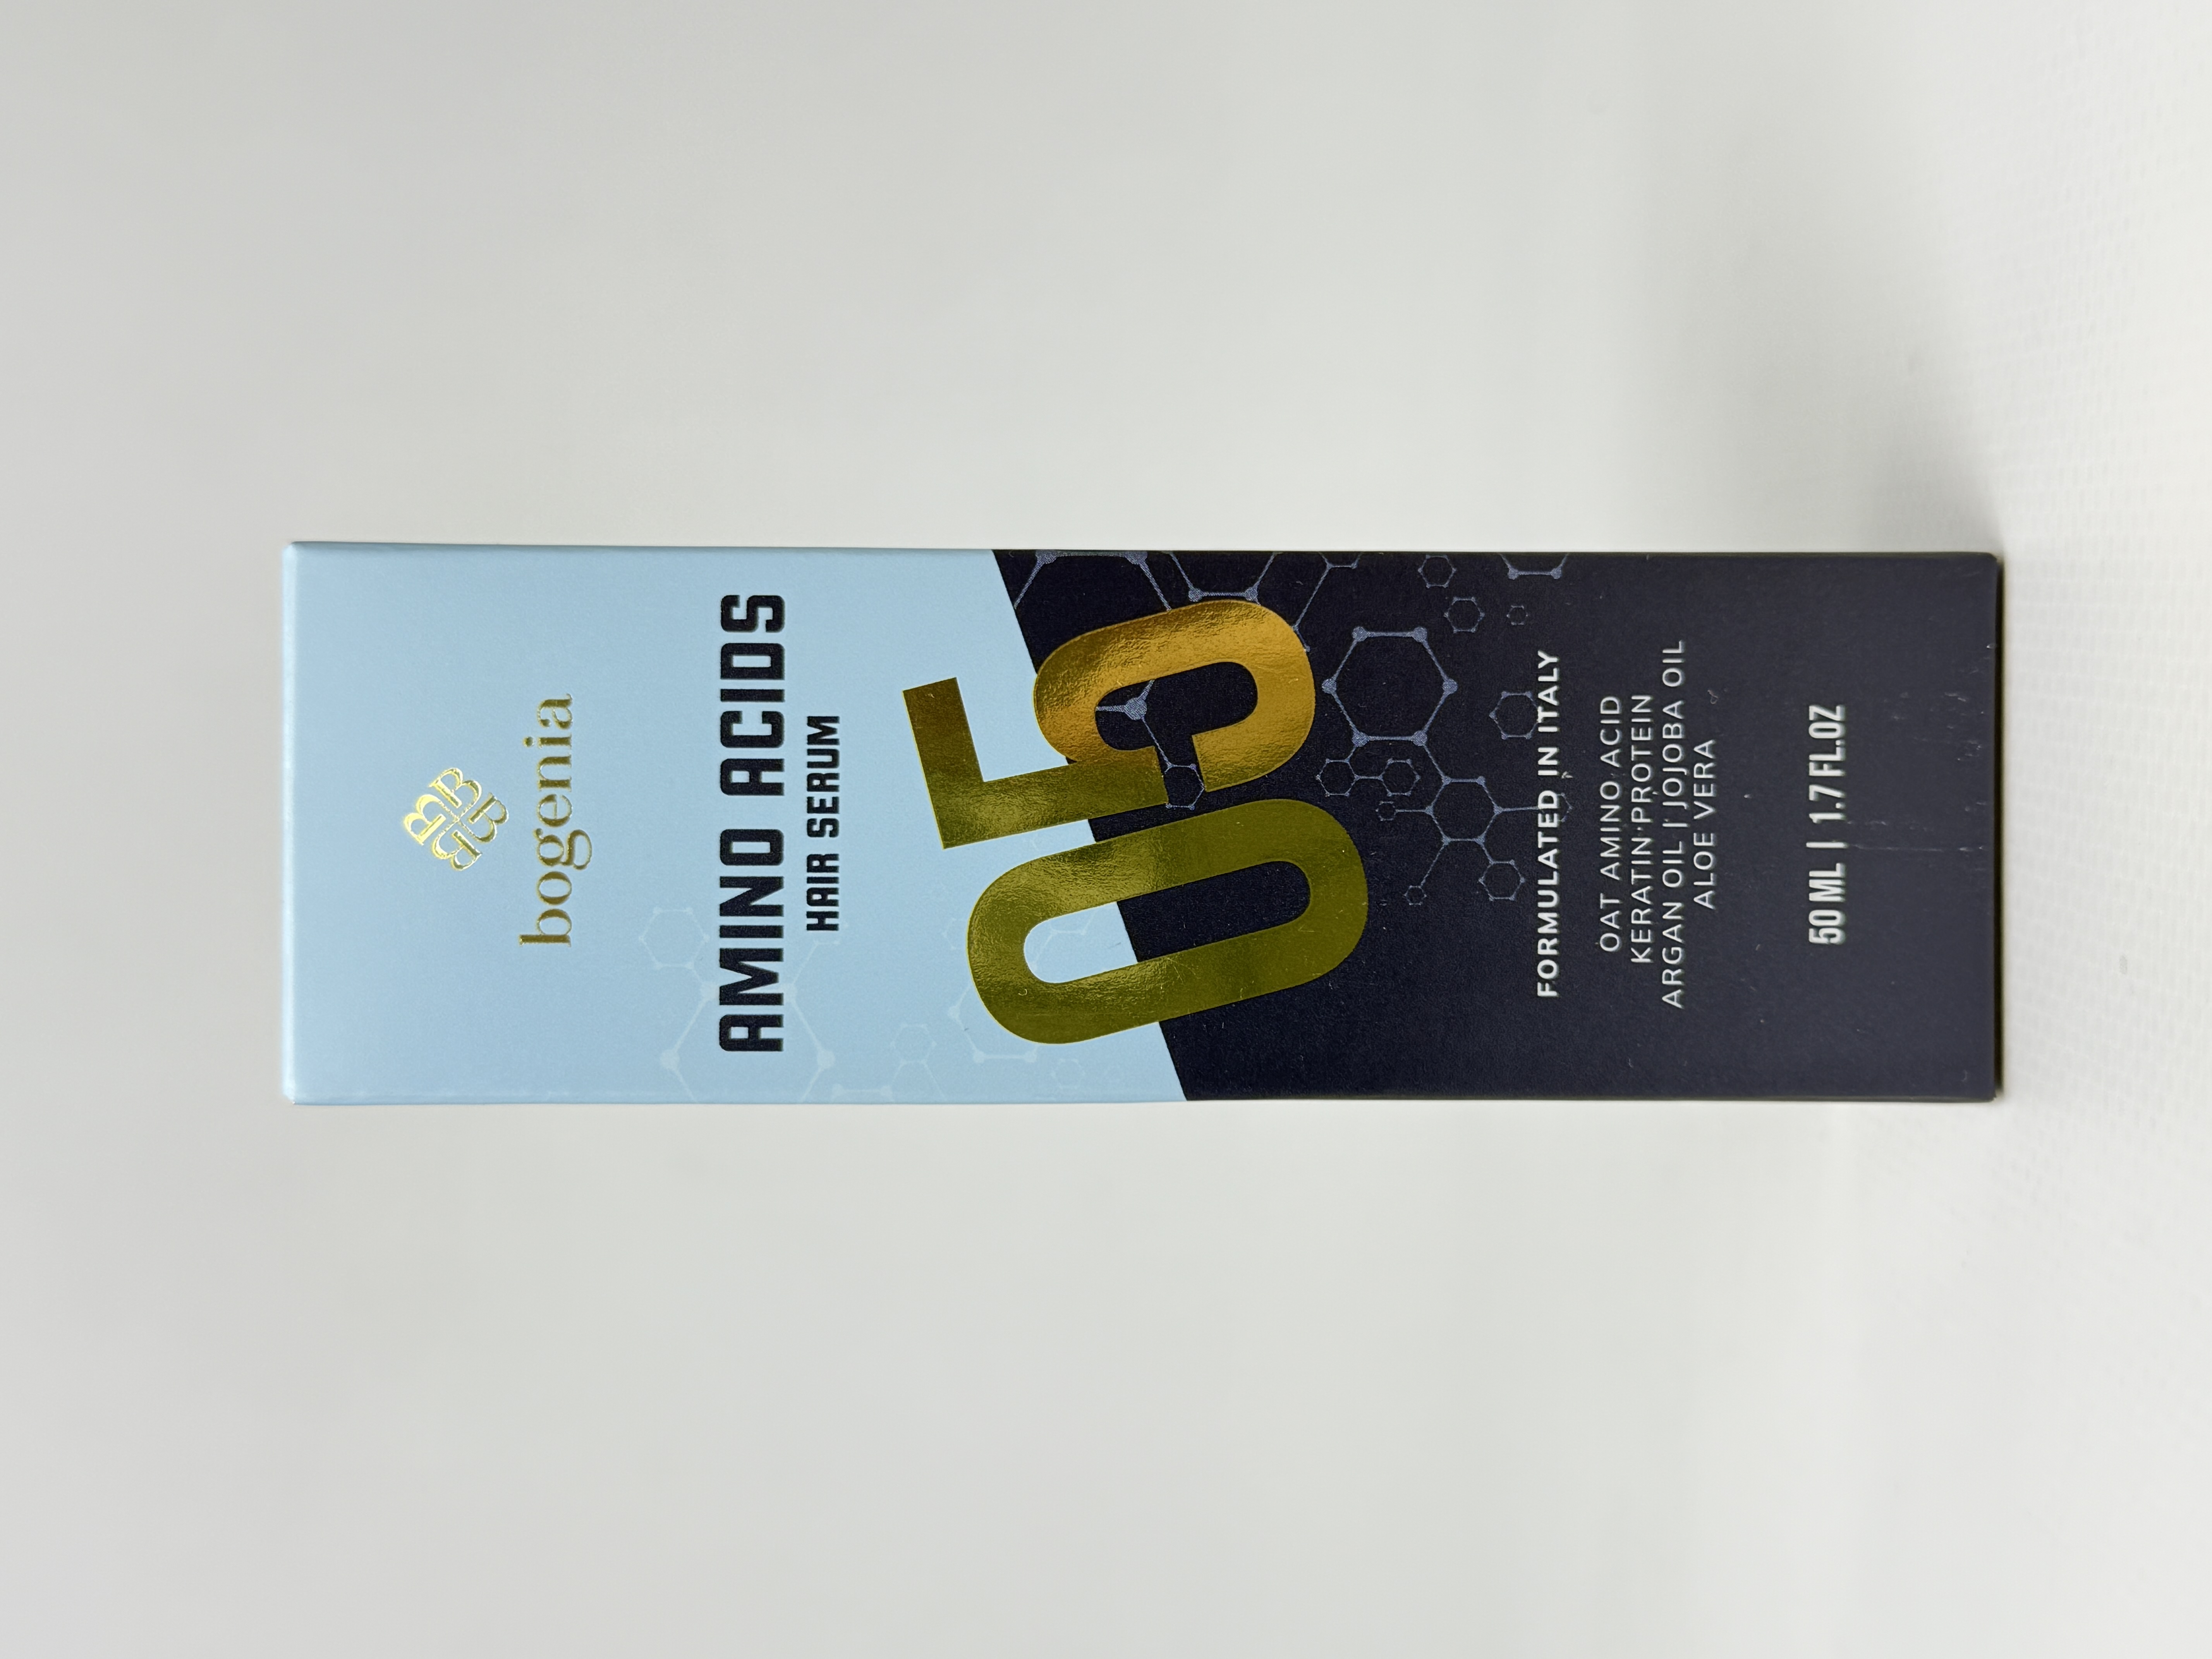 bogenia
AMINO ACIDS
HAIR SERUM
05
FORMULATED IN ITALY
OAT AMINO ACID
KERATIN PROTEIN
ARGAN OIL | JOJOBA OIL
ALOE VERA
50 ML | 1.7 FL.OZ